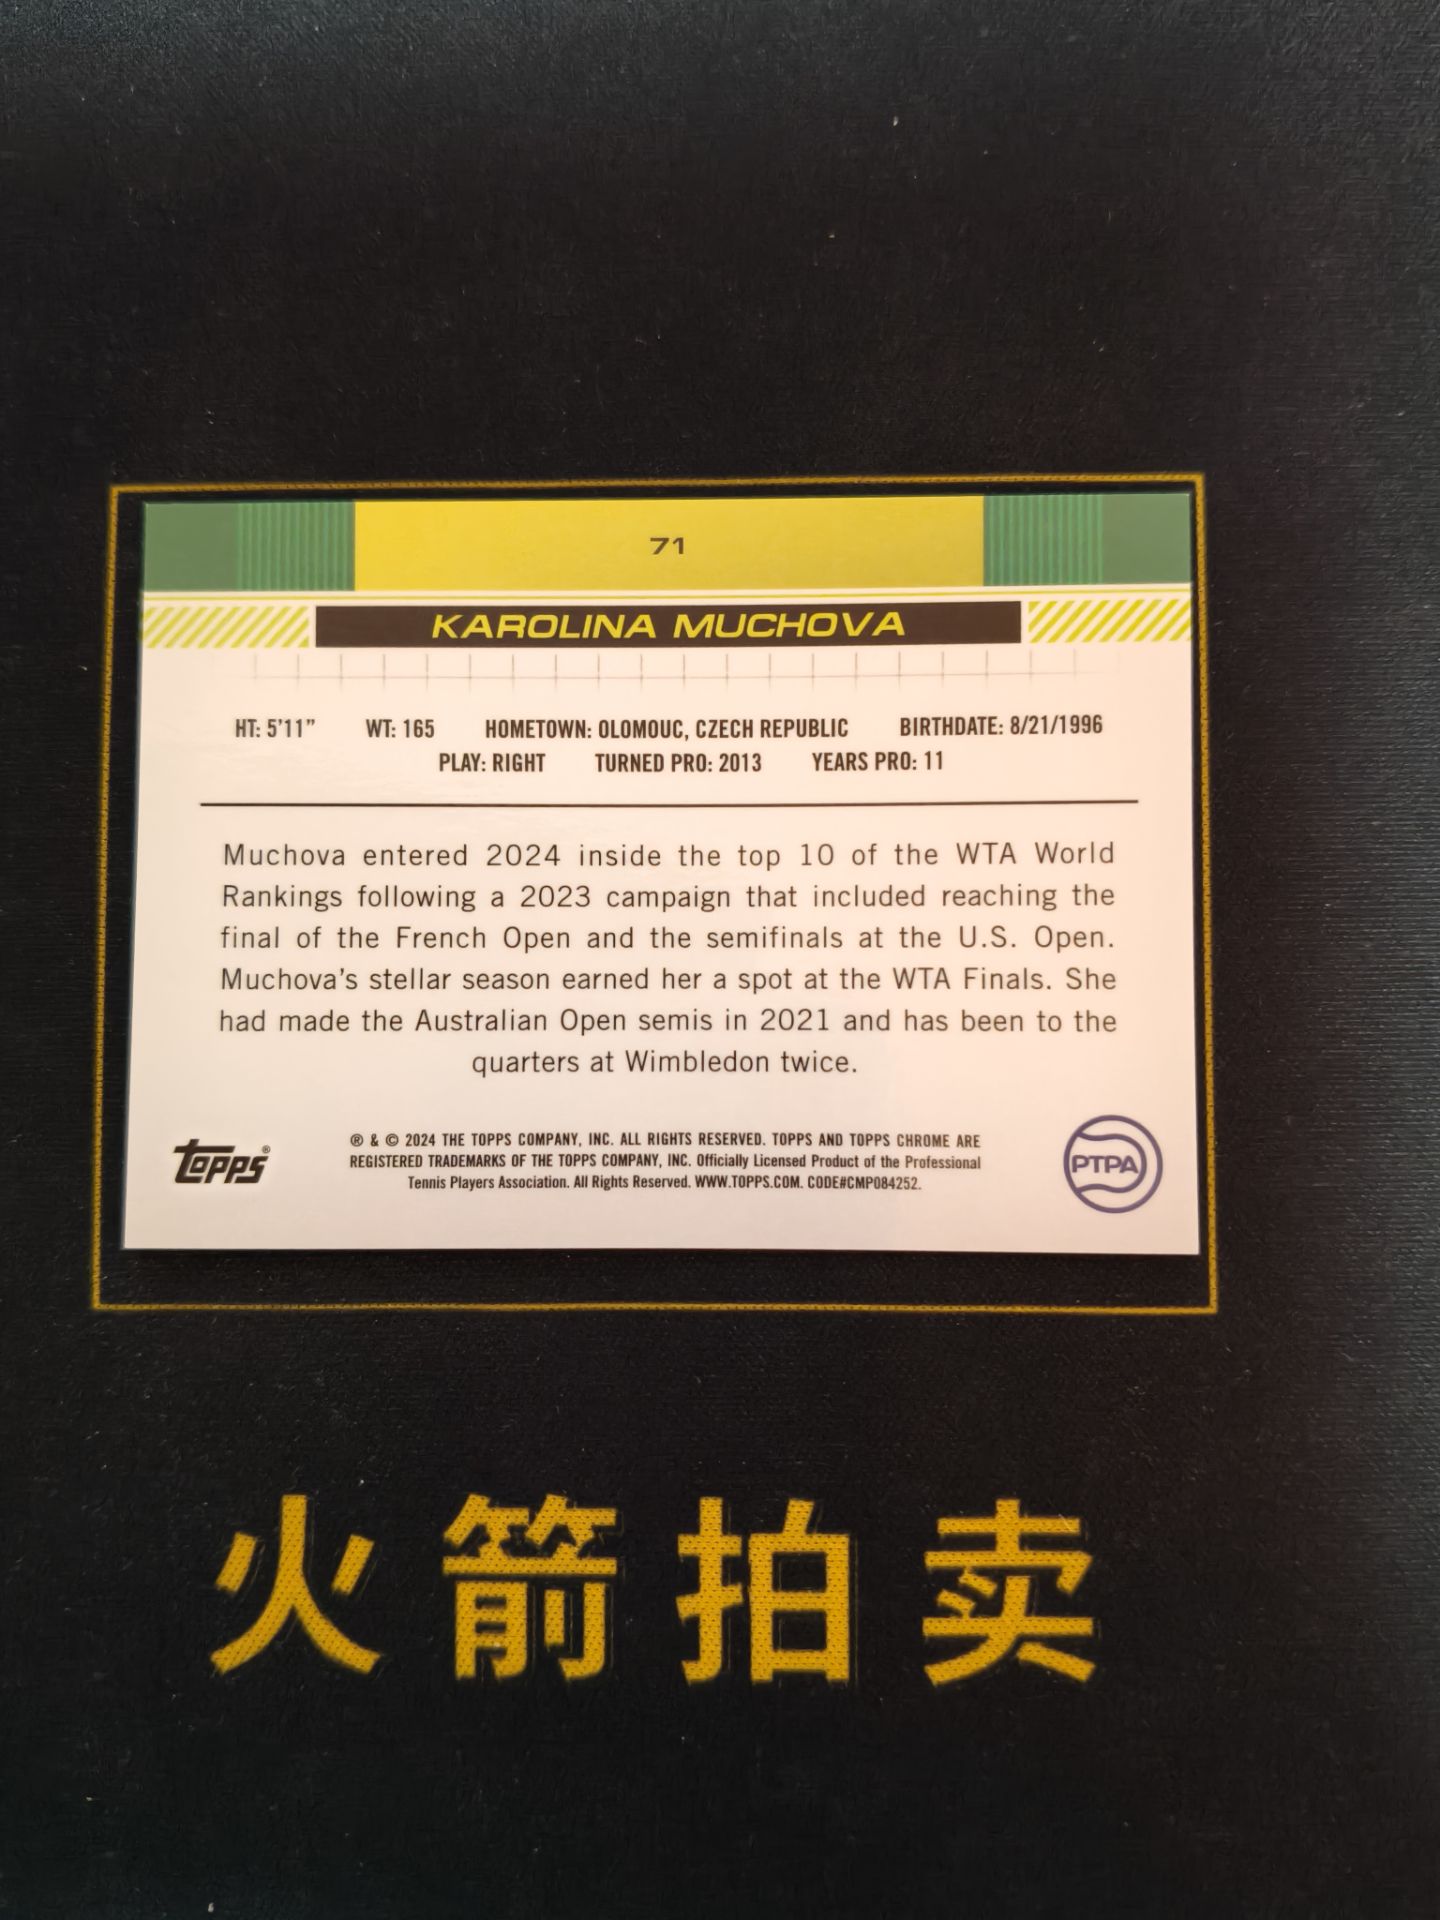 71
KAROLINA MUCHOVA
HT: 5'11" WT: 165 HOMETOWN: OLOMOUC, CZECH REPUBLIC BIRTHDATE: 8/21/1996
PLAY: RIGHT TURNED PRO: 2013 YEARS PRO: 11
Muchova entered 2024 inside the top 10 of the WTA World
Rankings following a 2023 campaign that included reaching the
final of the French Open and the semifinals at the U.S. Open.
Muchova's stellar season earned her a spot at the WTA Finals. She
had made the Australian Open semis in 2021 and has been to the
quarters at Wimbledon twice.
topps®
® & © 2024 THE TOPPS COMPANY, INC. ALL RIGHTS RESERVED. TOPPS AND TOPPS CHROME ARE
REGISTERED TRADEMARKS OF THE TOPPS COMPANY, INC. Officially Licensed Product of the Professional
Tennis Players Association. All Rights Reserved. WWW.TOPPS.COM. CODE#CMP084252.
PTPA
火箭拍卖